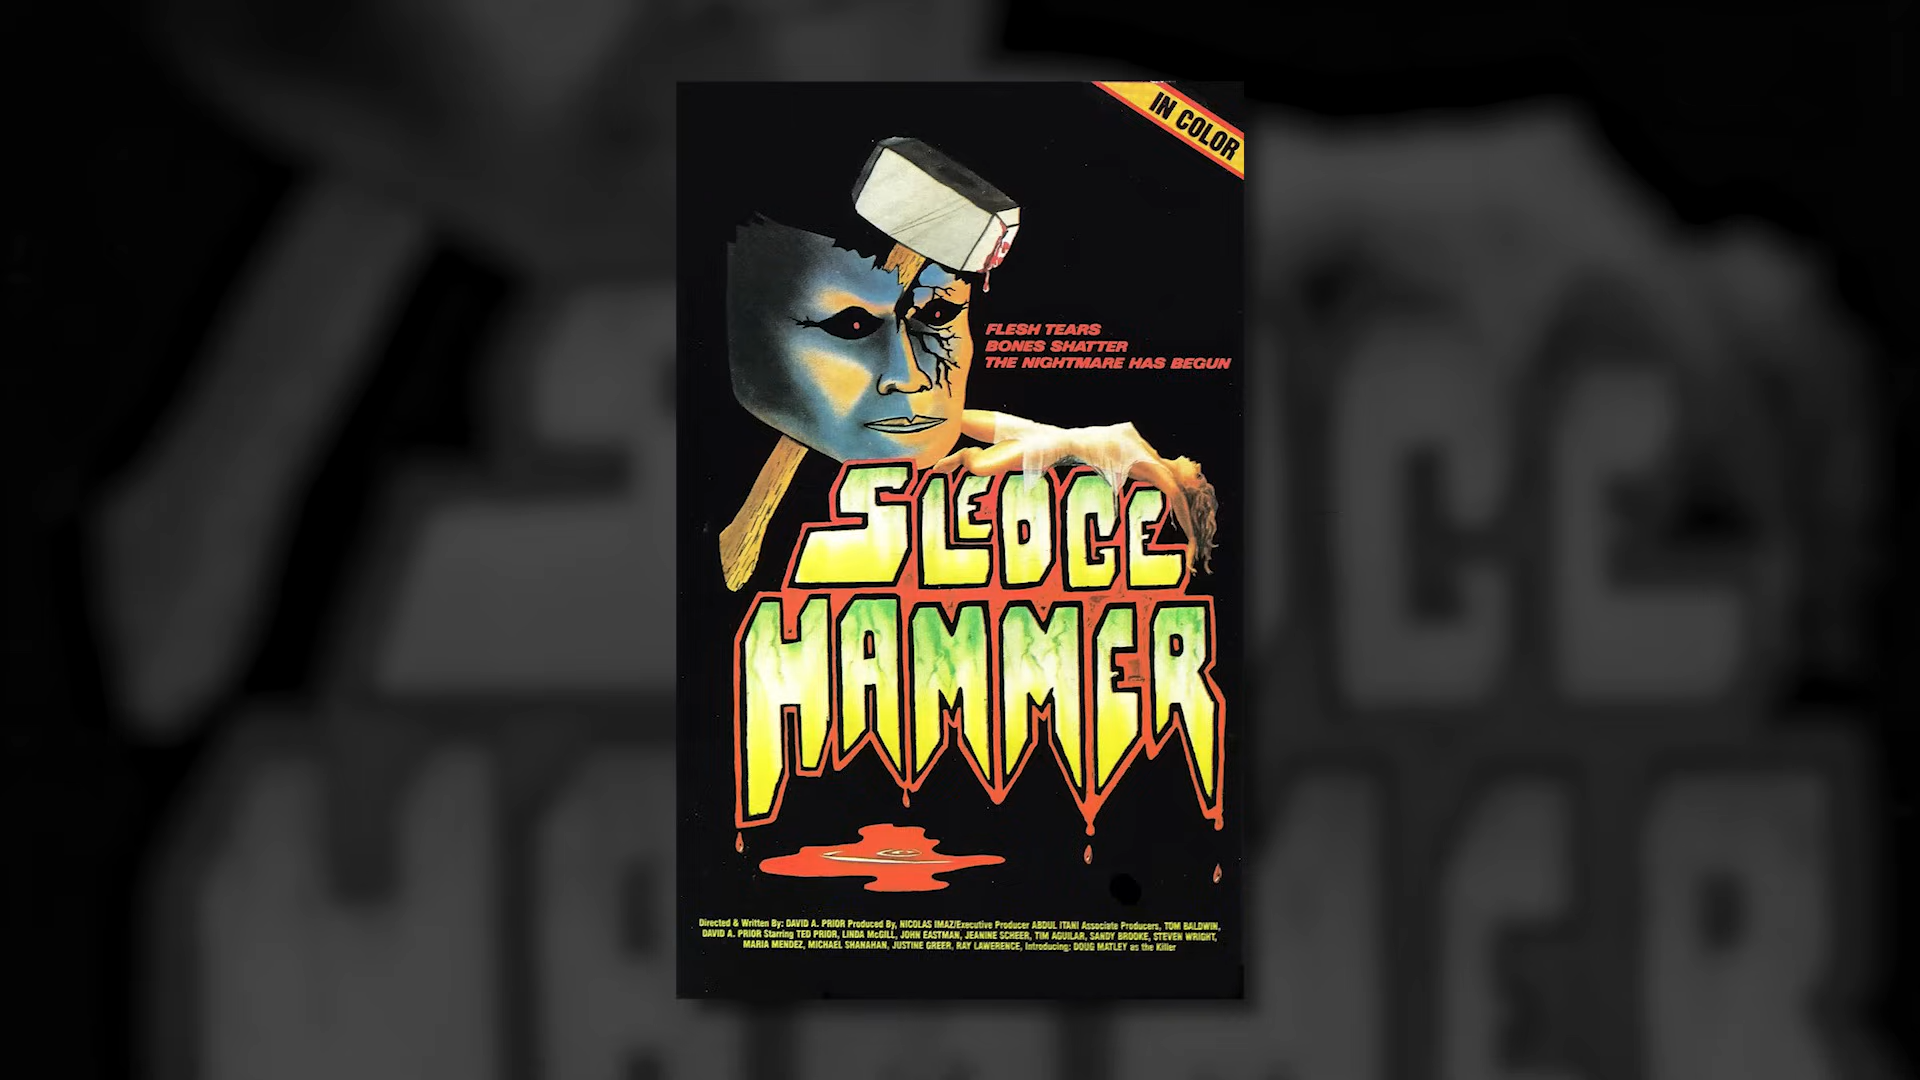 IN COLOR
FLESH TEARS
BONES SHATTER
THE NIGHTMARE HAS BEGUN
SLEDGE
HAMMER
Directed & Written By: DAVID A. PRIOR Produced By, NICOLAS IMAZ/Executive Producer ABDUL ITANI Associate Producers, TOM BALDWIN,
DAVID A. PRIOR Starring TED PRIOR, LINDA McGILL, JOHN EASTMAN, JEANINE SCHEER, TIM AGUILAR, SANDY BROOKE, STEVEN WRIGHT,
MARIA MENDEZ, MICHAEL SHANAHAN, JUSTINE GREER, RAY LAWERENCE, Introducing: DOUG MATLEY as the Killer